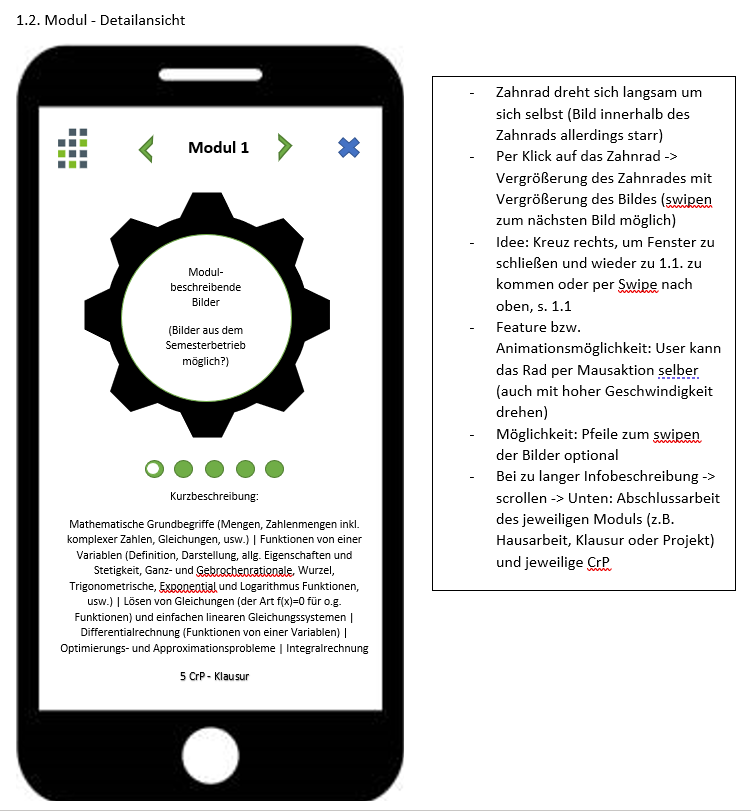 1.2. Modul - Detailansicht
Modul 1
Modul-
beschreibende
Bilder
(Bilder aus dem
Semesterbetrieb
möglich?)
Kurzbeschreibung:
Mathematische Grundbegriffe (Mengen, Zahlenmengen inkl.
komplexer Zahlen, Gleichungen, usw.) | Funktionen von einer
Variablen (Definition, Darstellung, allg. Eigenschaften und
Stetigkeit, Ganz- und Gebrochenrationale, Wurzel,
Trigonometrische, Exponential und Logarithmus Funktionen,
usw.) | Lösen von Gleichungen (der Art f(x)=0 für o.g.
Funktionen) und einfachen linearen Gleichungssystemen |
Differentialrechnung (Funktionen von einer Variablen) |
Optimierungs- und Approximationsprobleme | Integralrechnung
5 CrP - Klausur
- Zahnrad dreht sich langsam um
sich selbst (Bild innerhalb des
Zahnrads allerdings starr)
- Per Klick auf das Zahnrad ->
Vergrößerung des Zahnrades mit
Vergrößerung des Bildes (swipen
zum nächsten Bild möglich)
- Idee: Kreuz rechts, um Fenster zu
schließen und wieder zu 1.1. zu
kommen oder per Swipe nach
oben, s. 1.1
- Feature bzw.
Animationsmöglichkeit: User kann
das Rad per Mausaktion selber
(auch mit hoher Geschwindigkeit
drehen)
- Möglichkeit: Pfeile zum swipen
der Bilder optional
- Bei zu langer Infobeschreibung ->
scrollen -> Unten: Abschlussarbeit
des jeweiligen Moduls (z.B.
Hausarbeit, Klausur oder Projekt)
und jeweilige CrP